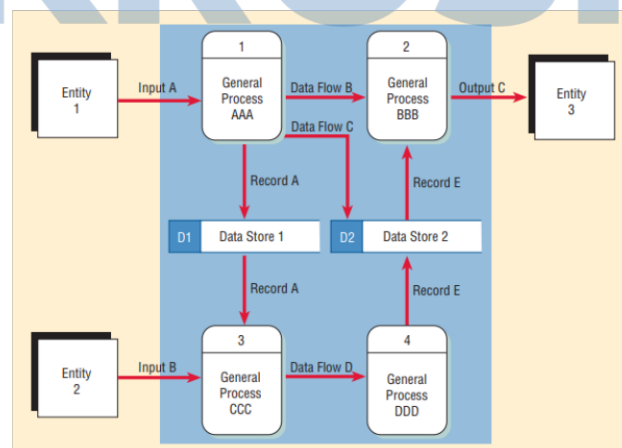 1
2
Entity
1
Input A
General
Process
AAA
Data Flow B
General
Process
BBB
Output C
Entity
3
Data Flow C
Record A
Record E
D1
Data Store 1
D2
Data Store 2
Record A
Record E
3
4
Entity
2
Input B
General
Process
CCC
Data Flow D
General
Process
DDD